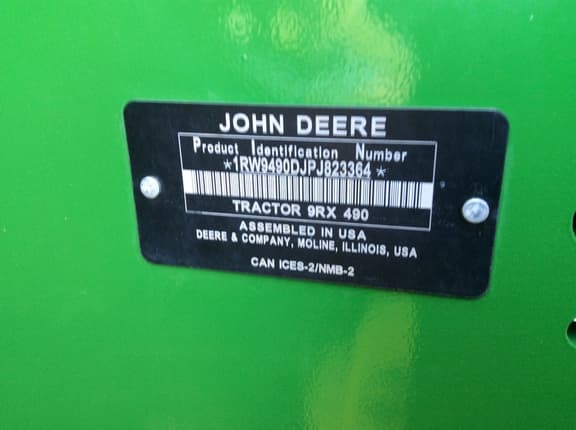 JOHN DEERE
Product Identification Number
*1RW9490DJPJ823364*
TRACTOR 9RX 490
ASSEMBLED IN USA
DEERE & COMPANY, MOLINE, ILLINOIS, USA
CAN ICES-2/NMB-2